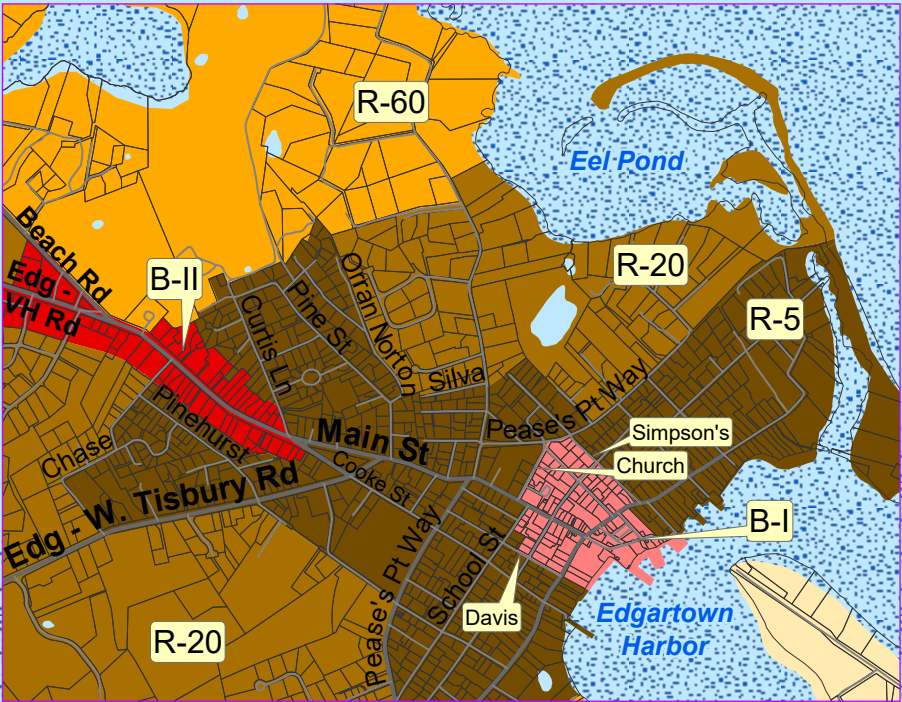 R-60
Eel Pond
Beach Rd
B-II
R-20
Edg -
VH Rd
Orran Norton
Pine St
Curtis Ln
R-5
Silva
Pease's Pt Way
Pinehurst
Main St
Simpson's
Chase
Church
Cooke St
Edg - W. Tisbury Rd
B-I
Pease's Pt Way
School St
Davis
Edgartown
Harbor
R-20